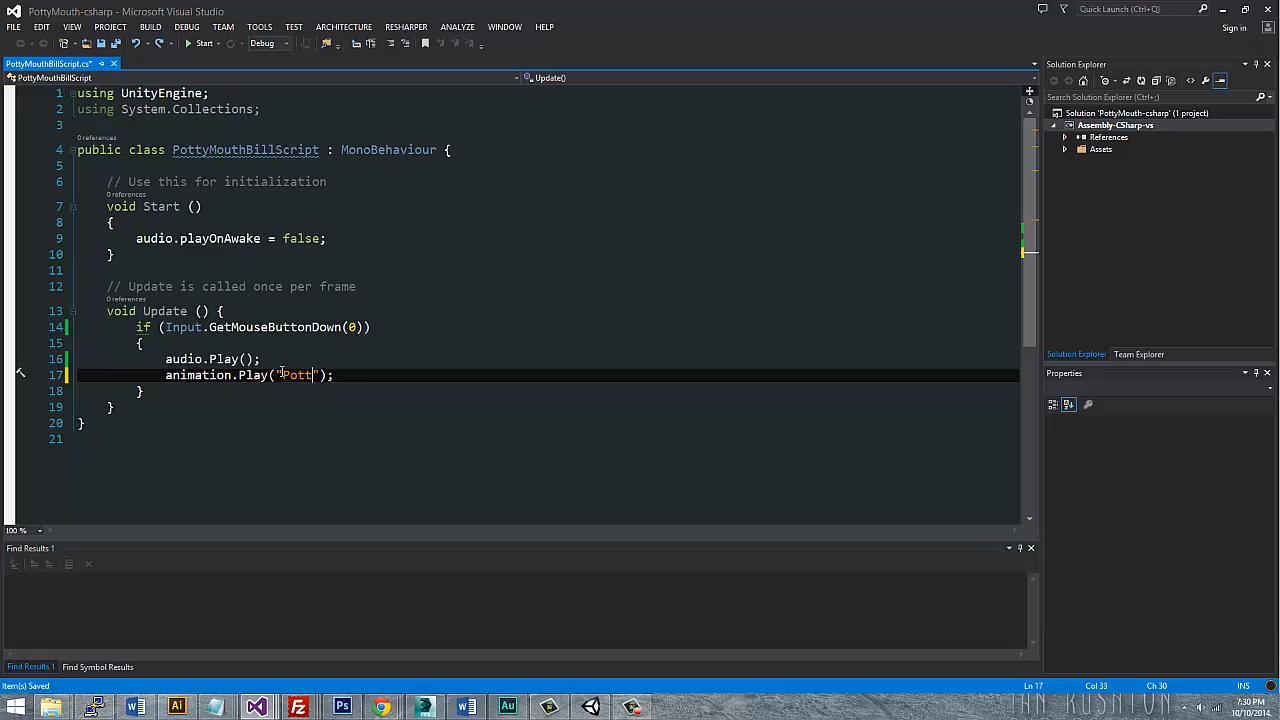 PottyMouth-csharp - Microsoft Visual Studio
Quick Launch (Ctrl+Q)
FILE EDIT VIEW PROJECT BUILD DEBUG TEAM TOOLS TEST ARCHITECTURE RESHARPER ANALYZE WINDOW HELP
Sign in
Start Debug
PottyMouthBillScript.cs*
PottyMouthBillScript Update()
1 using UnityEngine;
2 using System.Collections;
3
0 references
4 public class PottyMouthBillScript : MonoBehaviour {
5
6 // Use this for initialization
0 references
7 void Start ()
8 {
9 audio.playOnAwake = false;
10 }
11
12 // Update is called once per frame
0 references
13 void Update () {
14 if (Input.GetMouseButtonDown(0))
15 {
16 audio.Play();
17 animation.Play("Pott");
18 }
19 }
20 }
21
100 %
Solution Explorer
Search Solution Explorer (Ctrl+;)
Solution 'PottyMouth-csharp' (1 project)
Assembly-CSharp-vs
References
Assets
Solution Explorer Team Explorer
Properties
Find Results 1
Find Results 1 Find Symbol Results
Item(s) Saved Ln 17 Col 33 Ch 30 INS
IAN RUSHTON
7:30 PM
10/10/2014